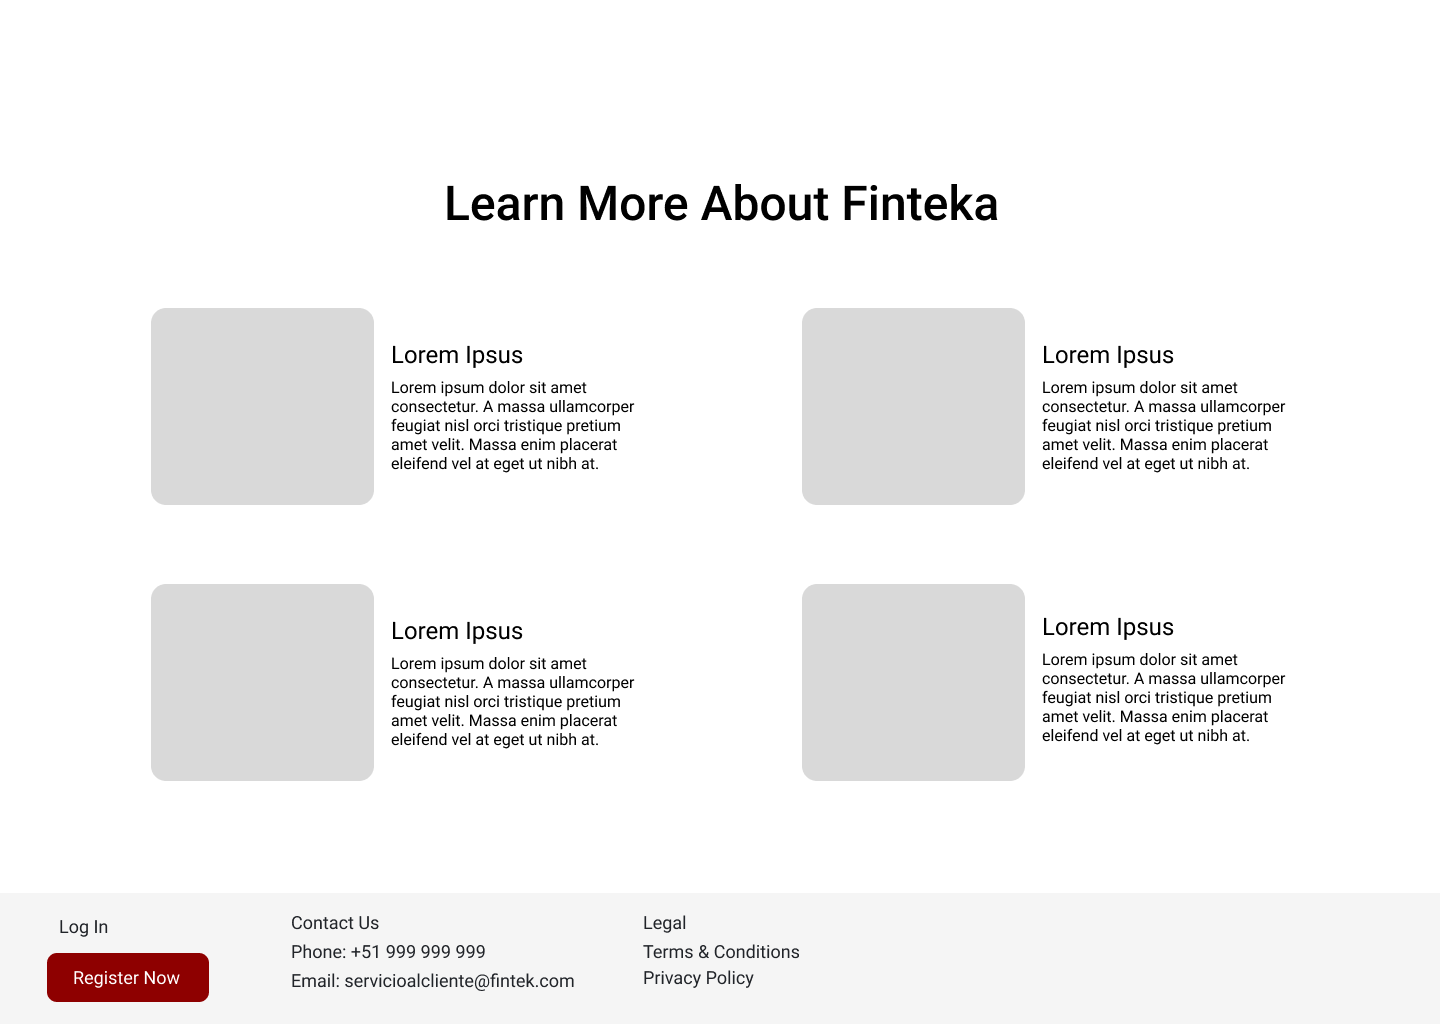 Learn More About Finteka
Lorem Ipsus
Lorem ipsum dolor sit amet
consectetur. A massa ullamcorper
feugiat nisl orci tristique pretium
amet velit. Massa enim placerat
eleifend vel at eget ut nibh at.
Lorem Ipsus
Lorem ipsum dolor sit amet
consectetur. A massa ullamcorper
feugiat nisl orci tristique pretium
amet velit. Massa enim placerat
eleifend vel at eget ut nibh at.
Lorem Ipsus
Lorem ipsum dolor sit amet
consectetur. A massa ullamcorper
feugiat nisl orci tristique pretium
amet velit. Massa enim placerat
eleifend vel at eget ut nibh at.
Lorem Ipsus
Lorem ipsum dolor sit amet
consectetur. A massa ullamcorper
feugiat nisl orci tristique pretium
amet velit. Massa enim placerat
eleifend vel at eget ut nibh at.
Log In
Register Now
Contact Us
Phone: +51 999 999 999
Email: servicioalcliente@fintek.com
Legal
Terms & Conditions
Privacy Policy